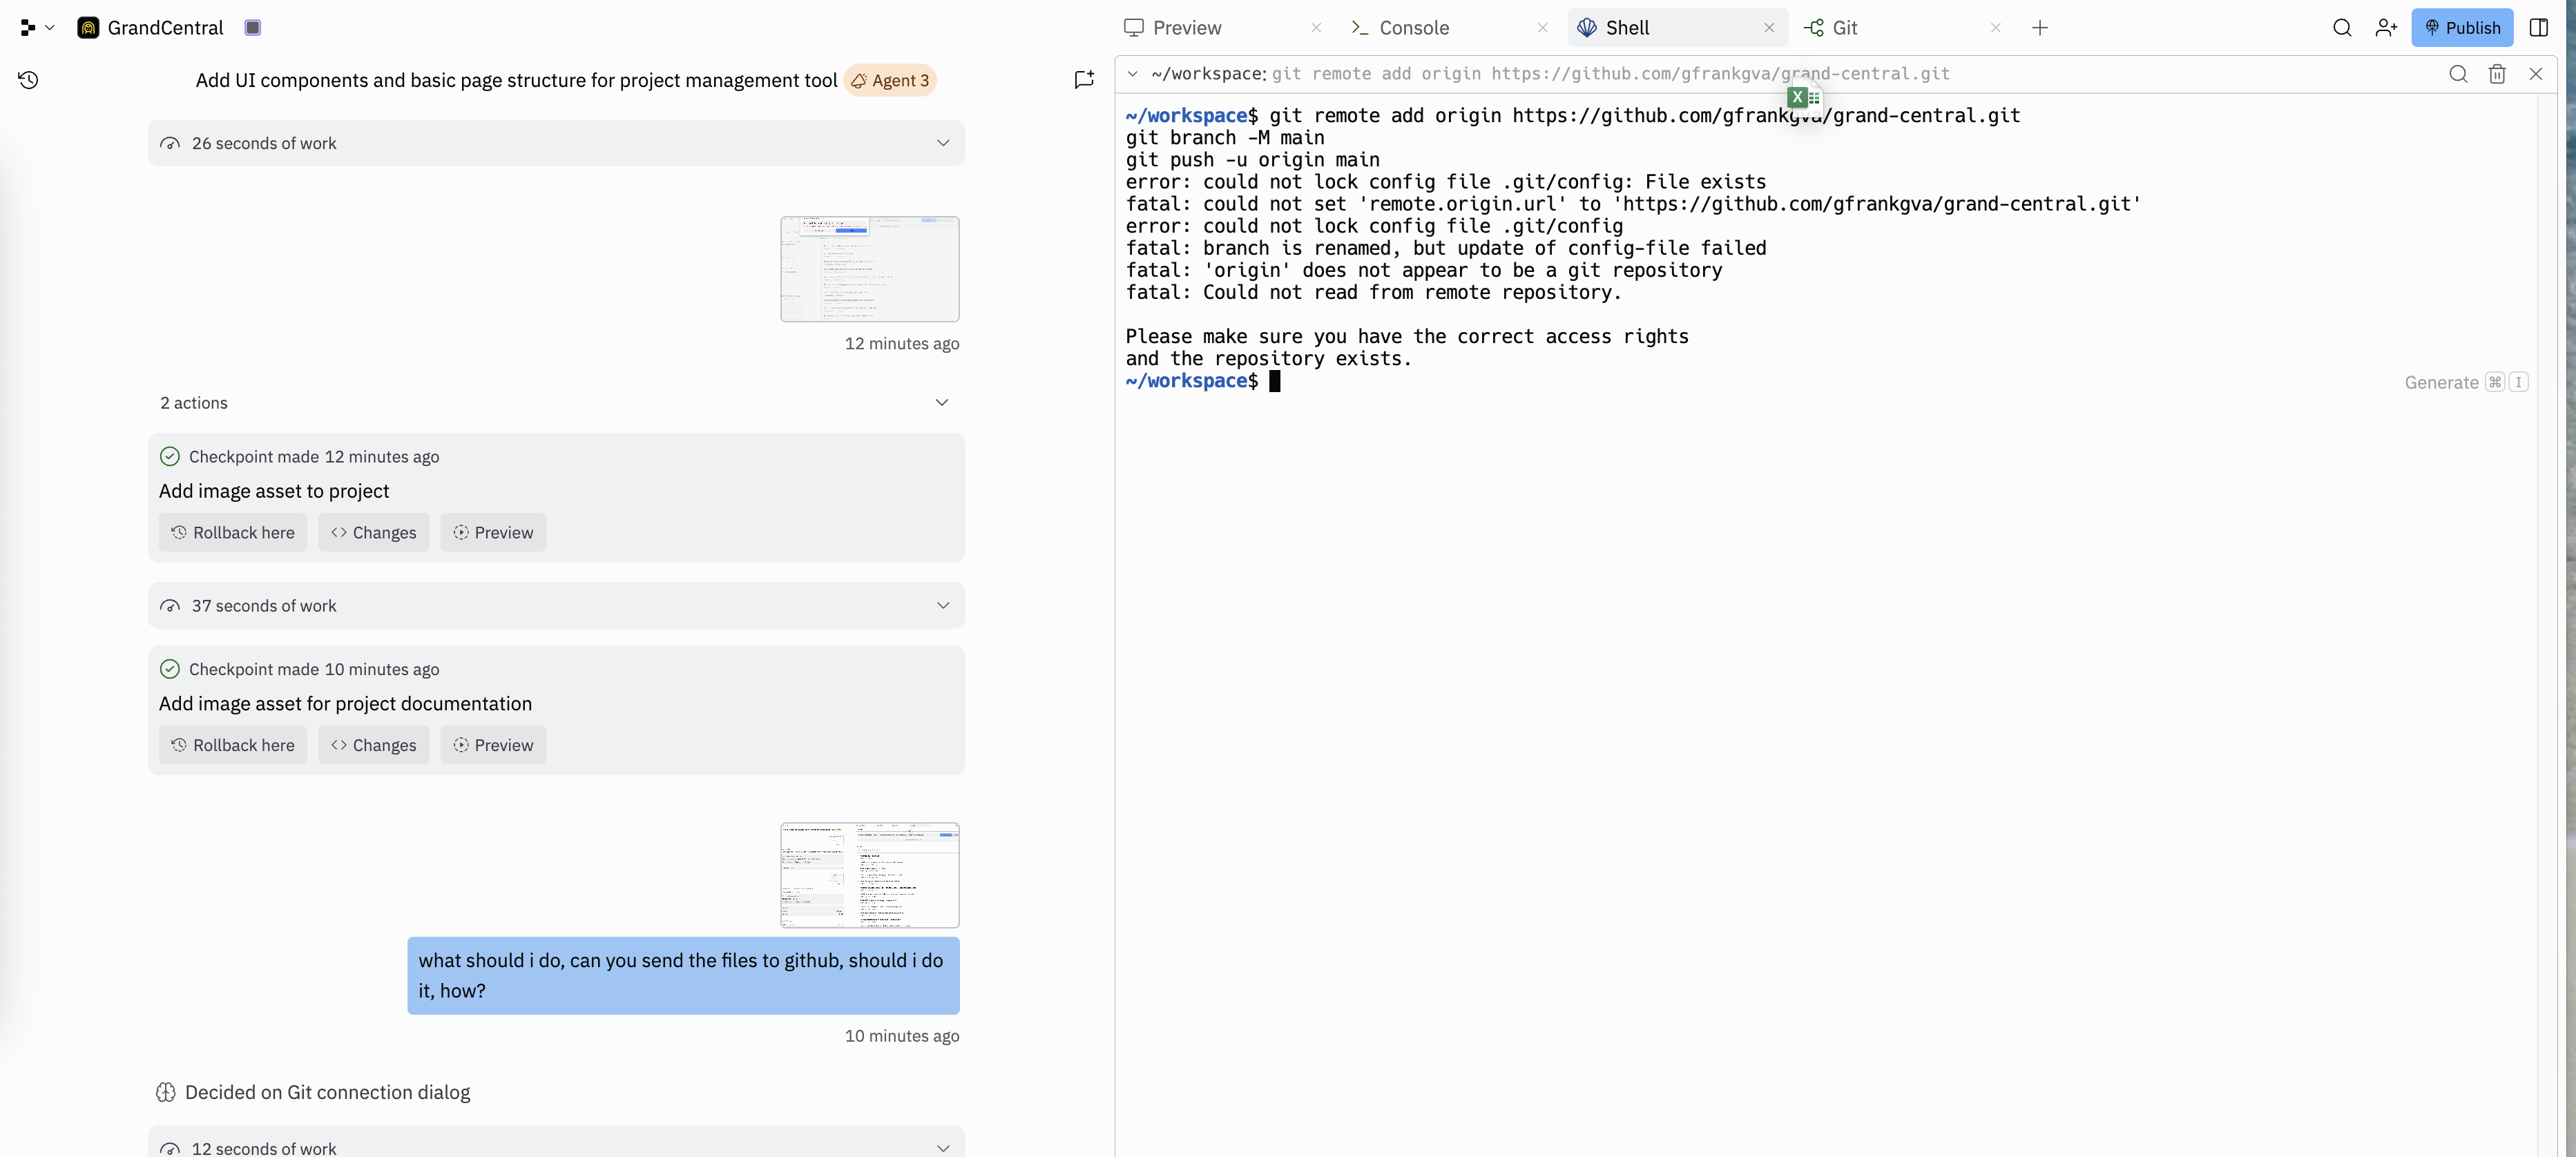 GrandCentral
Add UI components and basic page structure for project management tool
Agent 3
26 seconds of work
12 minutes ago
2 actions
Checkpoint made 12 minutes ago
Add image asset to project
Rollback here
Changes
Preview
37 seconds of work
Checkpoint made 10 minutes ago
Add image asset for project documentation
Rollback here
Changes
Preview
what should i do, can you send the files to github, should i do
it, how?
10 minutes ago
Decided on Git connection dialog
12 seconds of work
Preview
Console
Shell
Git
Publish
~/workspace: git remote add origin https://github.com/gfrankgva/grand-central.git
~/workspace$ git remote add origin https://github.com/gfrankgva/grand-central.git
git branch -M main
git push -u origin main
error: could not lock config file .git/config: File exists
fatal: could not set 'remote.origin.url' to 'https://github.com/gfrankgva/grand-central.git'
error: could not lock config file .git/config
fatal: branch is renamed, but update of config-file failed
fatal: 'origin' does not appear to be a git repository
fatal: Could not read from remote repository.
Please make sure you have the correct access rights
and the repository exists.
~/workspace$
Generate ⌘ I